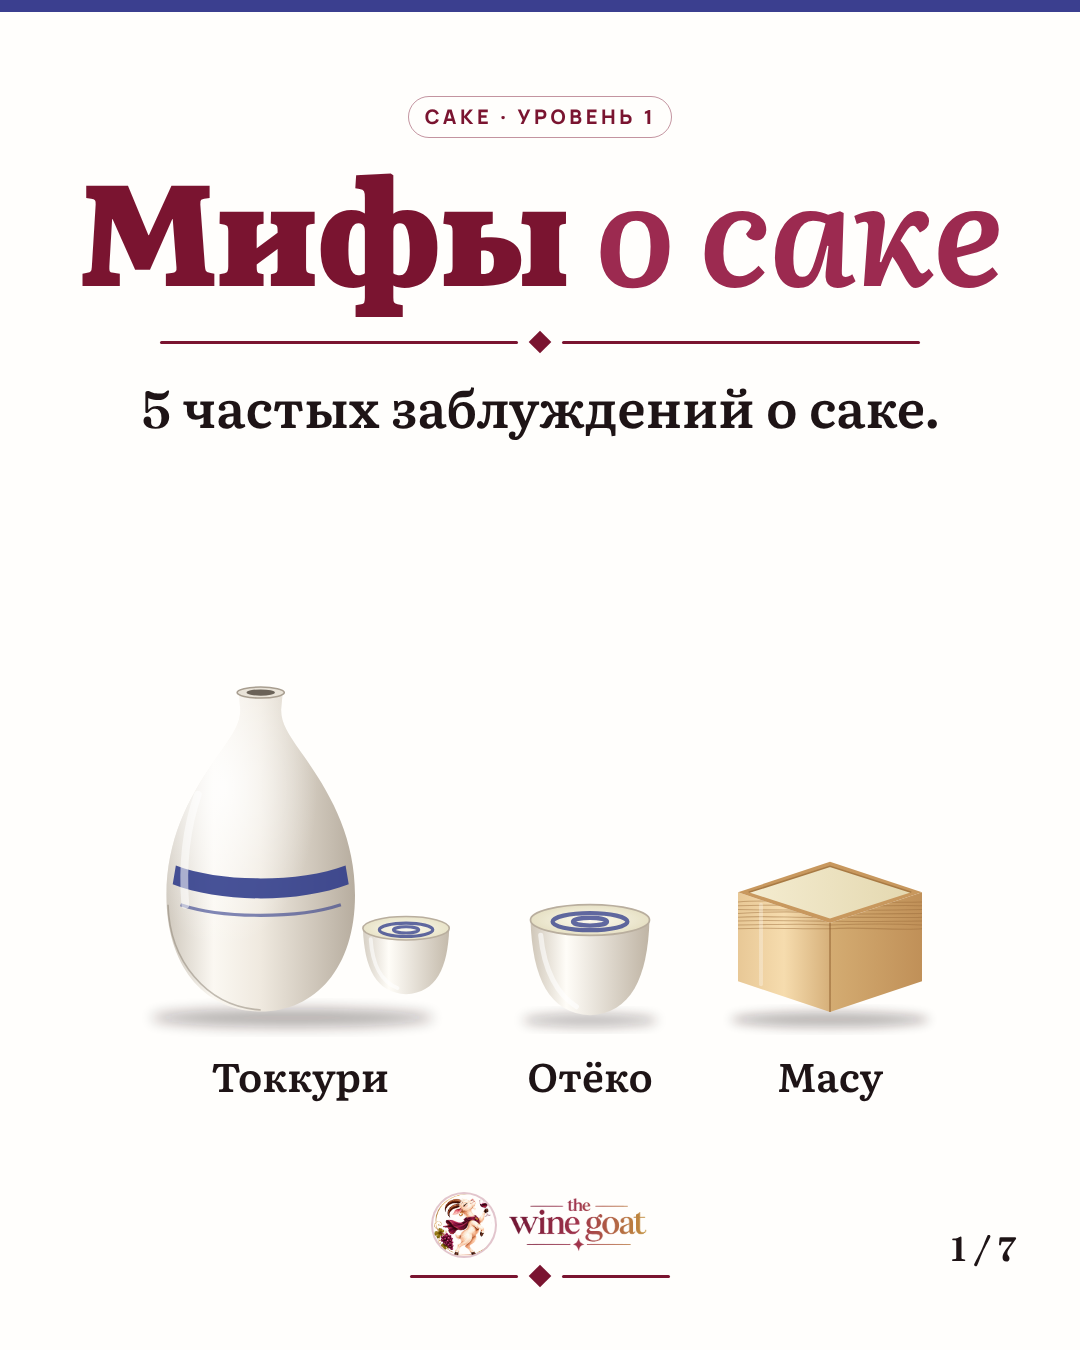 САКЕ · УРОВЕНЬ 1
Мифы о саке
5 частых заблуждений о саке.
Токкури
Отёко
Масу
the
wine goat
1 / 7